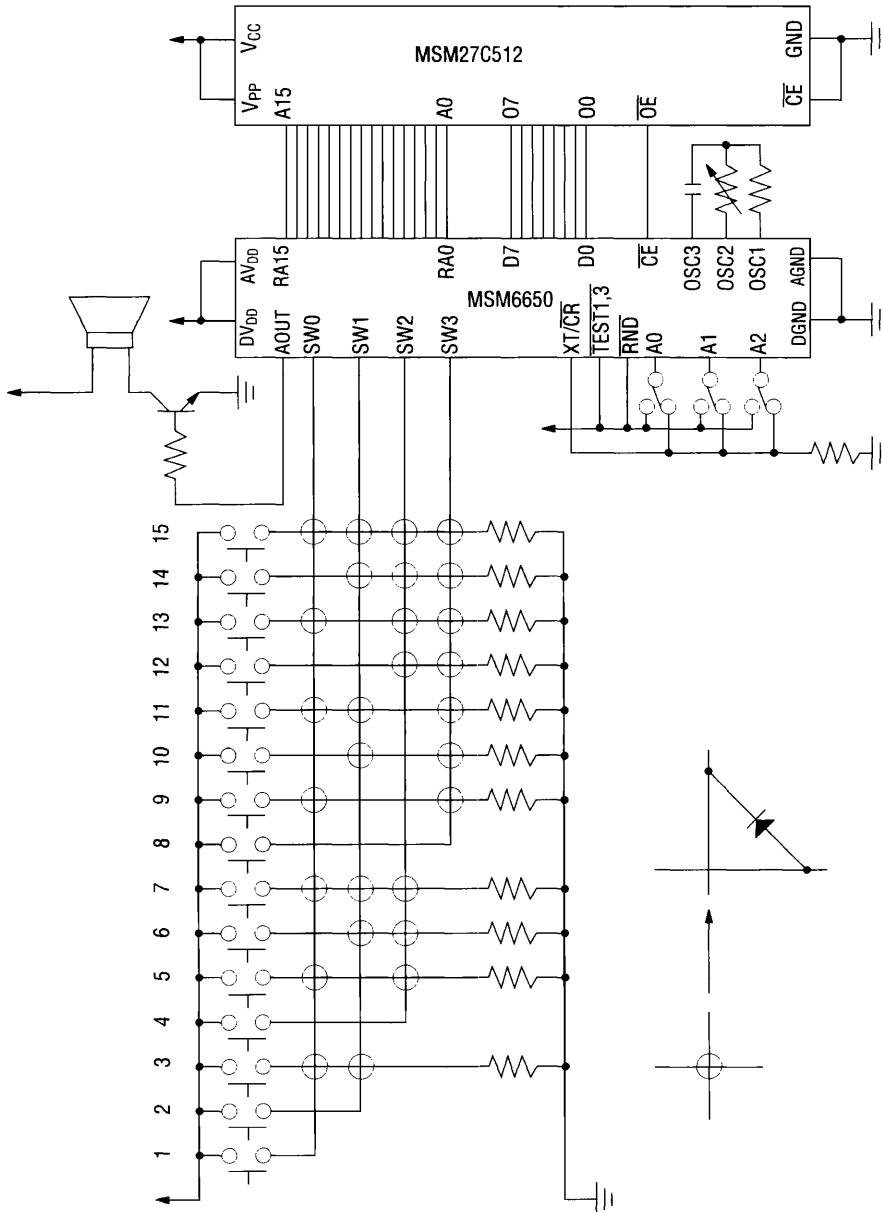 MSM27C512
VCC
VPP
A15
A0
O7
O0
OE
CE
GND
MSM6650
DVDD
AVDD
AOUT
RA15
SW0
SW1
SW2
SW3
RA0
D7
D0
CE
XT/CR
TEST1,3
RND
A0
A1
A2
OSC3
OSC2
OSC1
DGND
AGND
15
14
13
12
11
10
9
8
7
6
5
4
3
2
1